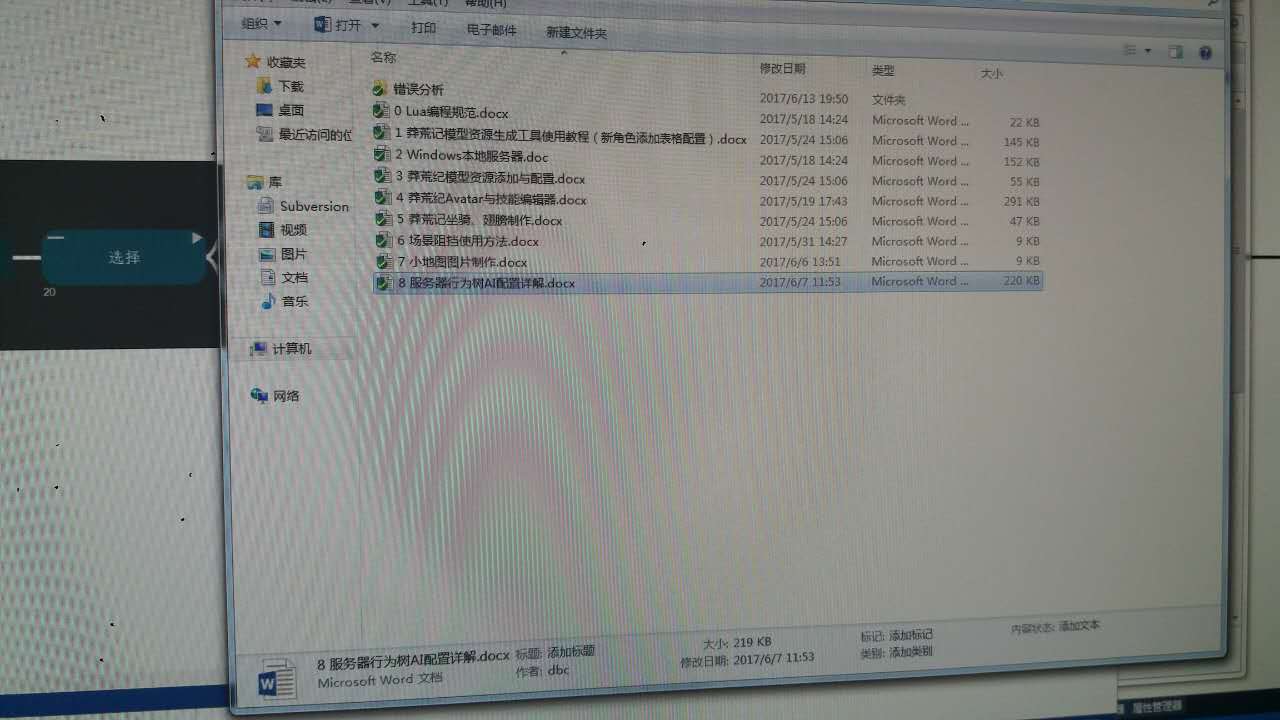 工具(T) 帮助(H)
组织 打开 打印 电子邮件 新建文件夹
名称 修改日期 类型 大小
收藏夹
下载
桌面
最近访问的位
库
Subversion
视频
图片
文档
音乐
计算机
网络
错误分析 2017/6/13 19:50 文件夹
0 Lua编程规范.docx 2017/5/18 14:24 Microsoft Word ... 22 KB
1 莽荒记模型资源生成工具使用教程（新角色添加表格配置）.docx 2017/5/24 15:06 Microsoft Word ... 145 KB
2 Windows本地服务器.doc 2017/5/18 14:24 Microsoft Word ... 152 KB
3 莽荒纪模型资源添加与配置.docx 2017/5/24 15:06 Microsoft Word ... 55 KB
4 莽荒纪Avatar与技能编辑器.docx 2017/5/19 17:43 Microsoft Word ... 291 KB
5 莽荒记坐骑、翅膀制作.docx 2017/5/24 15:06 Microsoft Word ... 47 KB
6 场景阻挡使用方法.docx 2017/5/31 14:27 Microsoft Word ... 9 KB
7 小地图图片制作.docx 2017/6/6 13:51 Microsoft Word ... 9 KB
8 服务器行为树AI配置详解.docx 2017/6/7 11:53 Microsoft Word ... 220 KB
选择
20
8 服务器行为树AI配置详解.docx 标题: 添加标题 大小: 219 KB 标记: 添加标记 内容状态: 添加文本
Microsoft Word 文档 作者: dbc 修改日期: 2017/6/7 11:53 类别: 添加类别
属性管理器